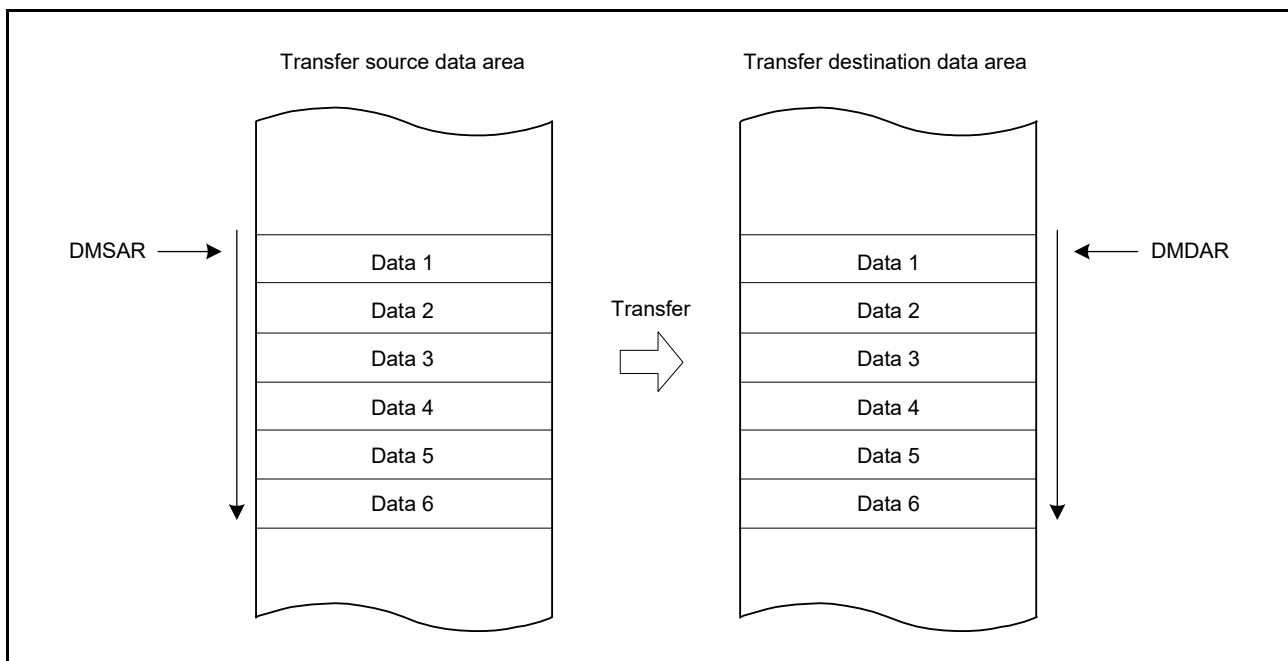 Transfer source data area
Transfer destination data area
DMSAR
DMDAR
Data 1
Data 1
Data 2
Data 2
Transfer
Data 3
Data 3
Data 4
Data 4
Data 5
Data 5
Data 6
Data 6